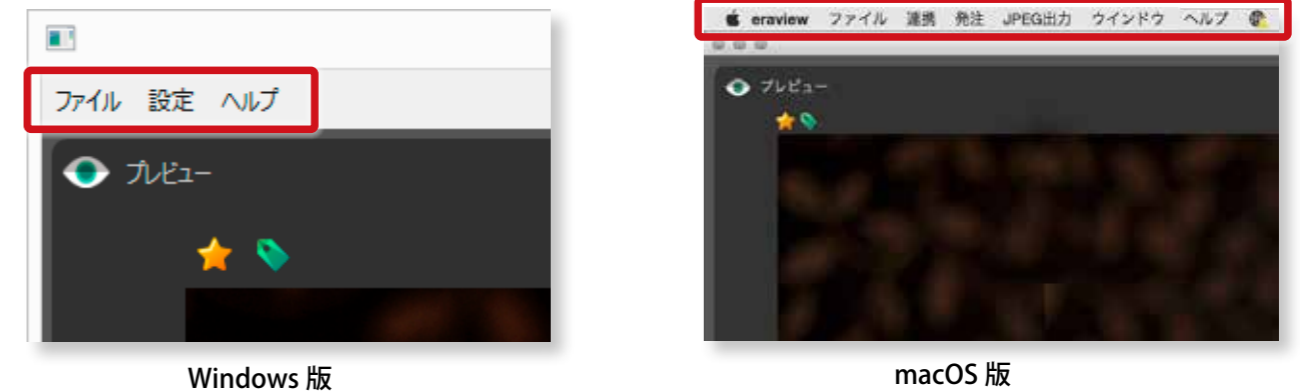 ファイル 設定 ヘルプ
プレビュー
Windows 版
eraview ファイル 連携 発注 JPEG出力 ウインドウ ヘルプ
プレビュー
macOS 版